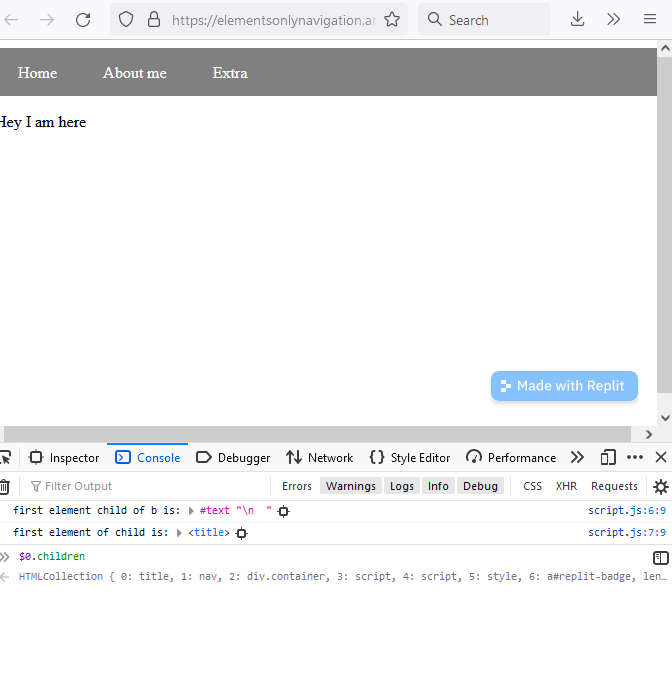 https://elementsonlynavigation.ar
Search
Home About me Extra
Hey I am here
Made with Replit
Inspector Console Debugger Network Style Editor Performance
Filter Output Errors Warnings Logs Info Debug CSS XHR Requests
first element child of b is: #text "\n " script.js:6:9
first element of child is: <title> script.js:7:9
$0.children
HTMLCollection { 0: title, 1: nav, 2: div.container, 3: script, 4: script, 5: style, 6: a#replit-badge, len…